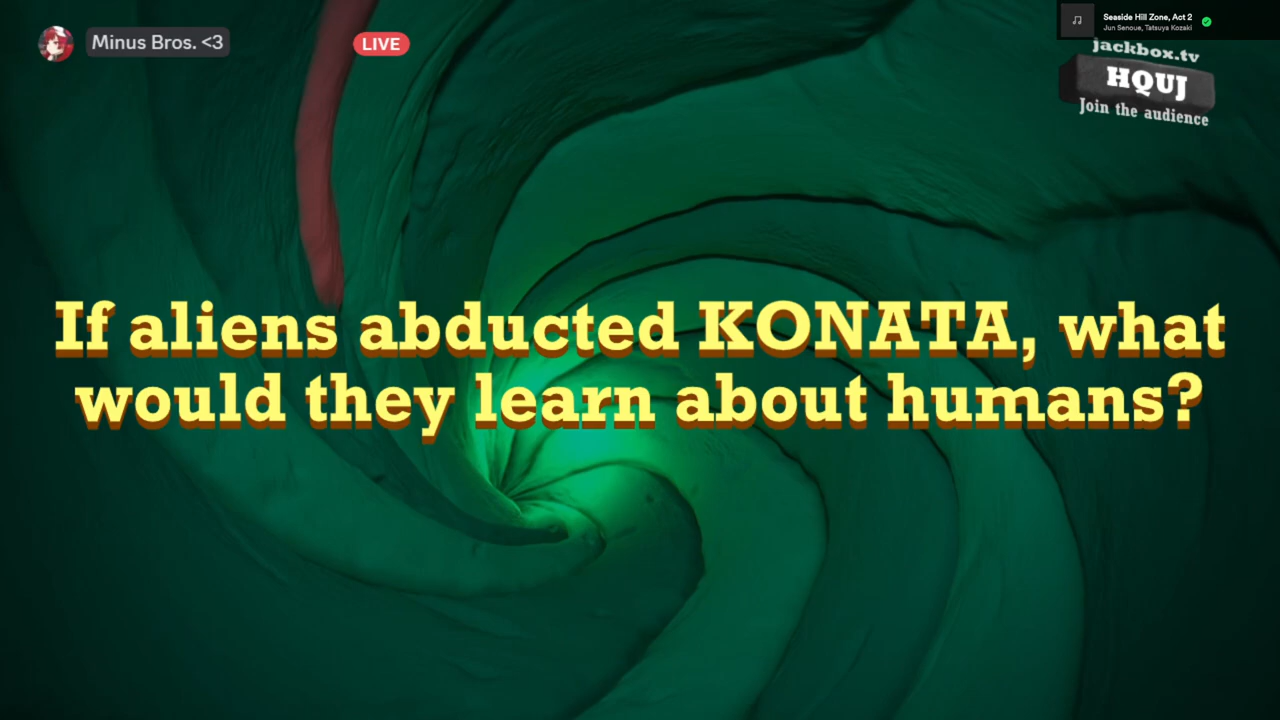 Minus Bros. <3
LIVE
Seaside Hill Zone, Act 2
Jun Senoue, Tatsuya Kozaki
jackbox.tv
HQUJ
Join the audience
If aliens abducted KONATA, what
would they learn about humans?